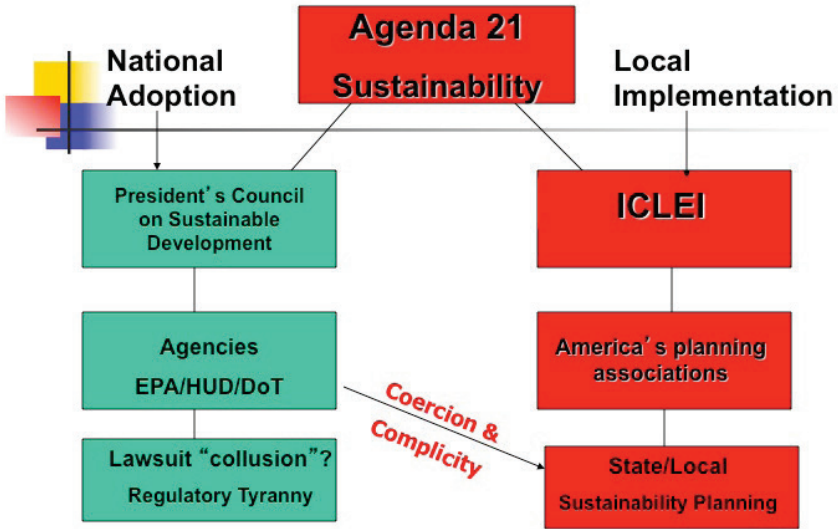 Agenda 21
Sustainability
National
Adoption
Local
Implementation
President's Council
on Sustainable
Development
ICLEI
Agencies
EPA/HUD/DoT
America's planning
associations
Coercion &
Complicity
Lawsuit “collusion”?
Regulatory Tyranny
State/Local
Sustainability Planning